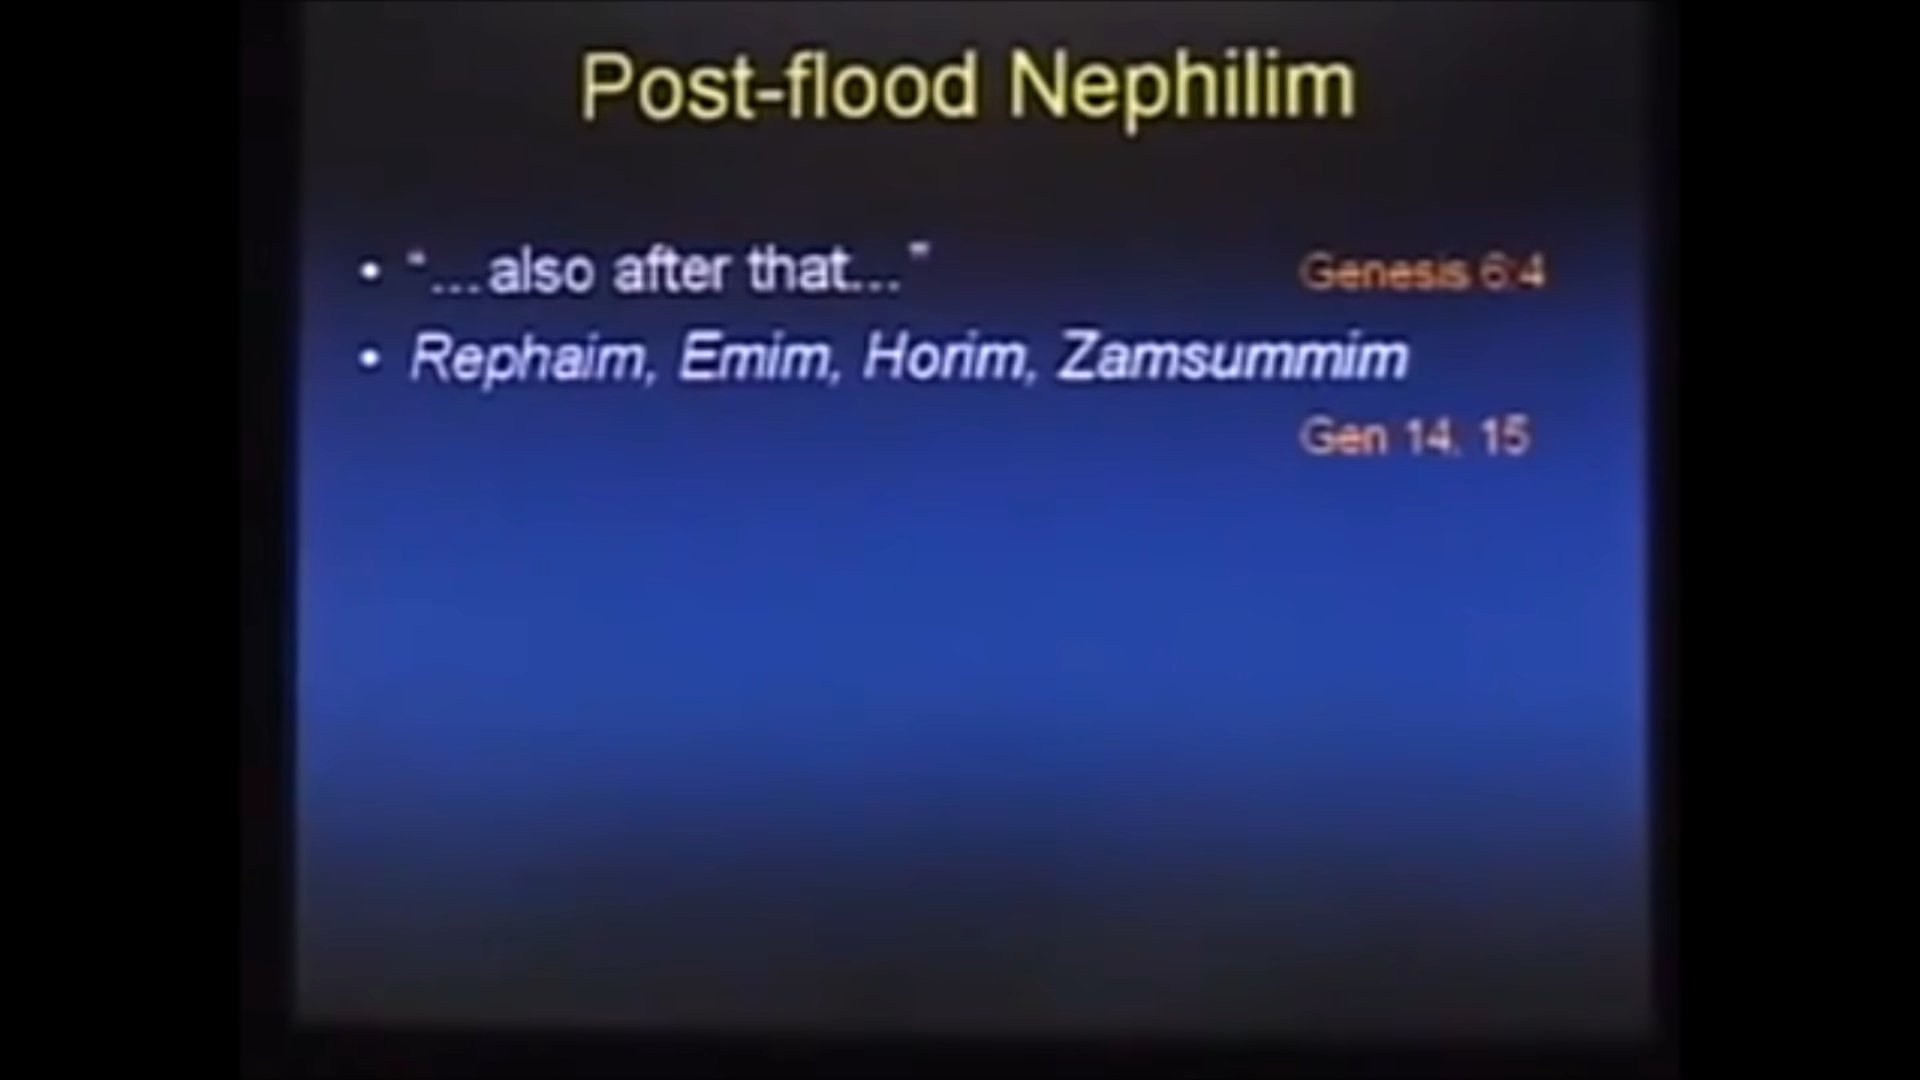 Post-flood Nephilim
• "...also after that..." Genesis 6:4
• Rephaim, Emim, Horim, Zamsummim
Gen 14, 15